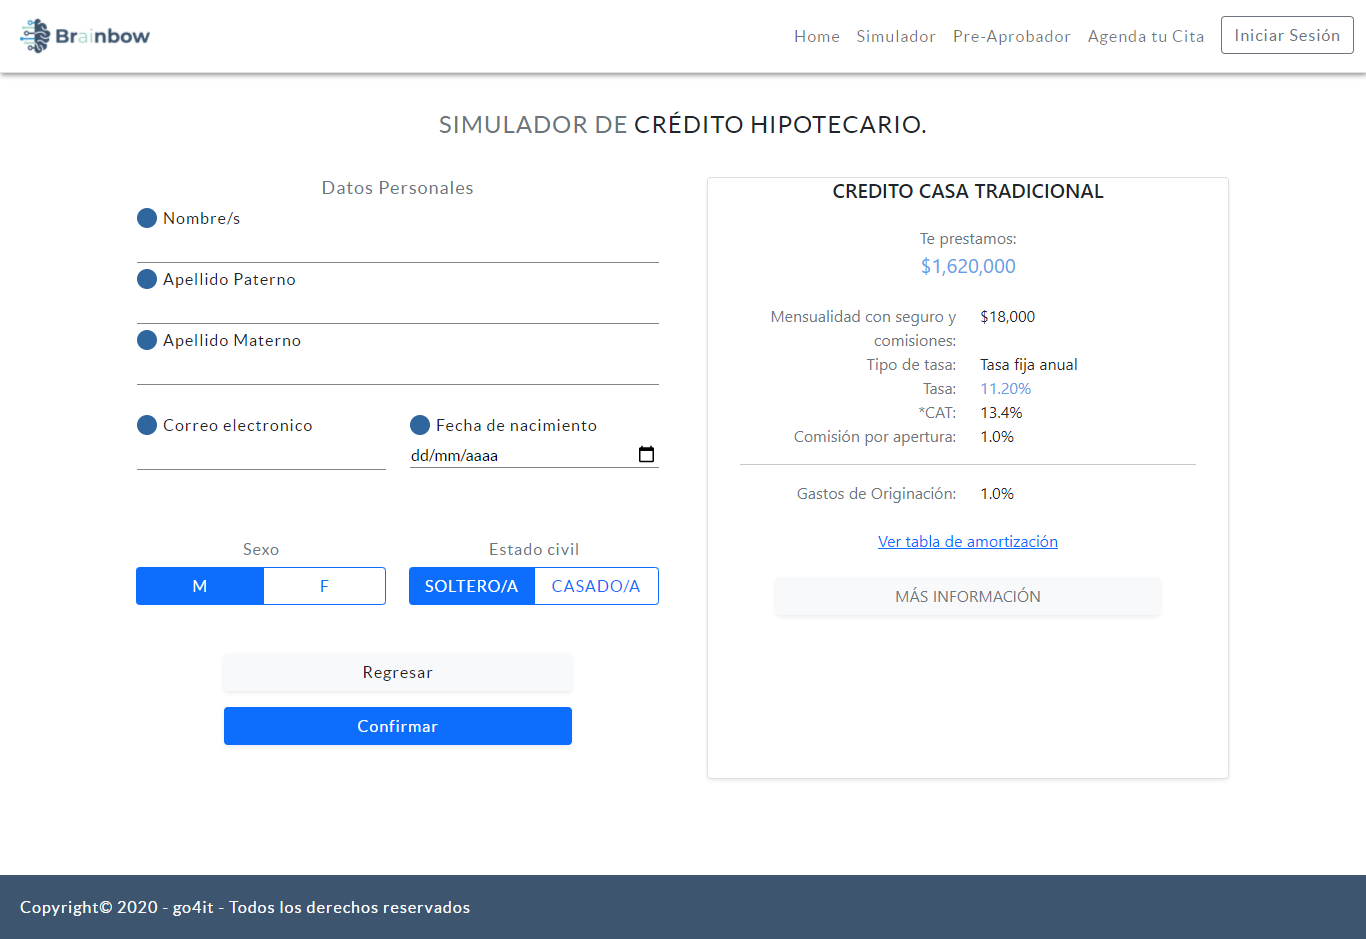 Brainbow
Home Simulador Pre-Aprobador Agenda tu Cita Iniciar Sesión
SIMULADOR DE CRÉDITO HIPOTECARIO.
Datos Personales
Nombre/s
Apellido Paterno
Apellido Materno
Correo electronico
Fecha de nacimiento
dd/mm/aaaa
Sexo
M F
Estado civil
SOLTERO/A CASADO/A
Regresar
Confirmar
CREDITO CASA TRADICIONAL
Te prestamos:
$1,620,000
Mensualidad con seguro y $18,000
comisiones:
Tipo de tasa: Tasa fija anual
Tasa: 11.20%
*CAT: 13.4%
Comisión por apertura: 1.0%
Gastos de Originación: 1.0%
Ver tabla de amortización
MÁS INFORMACIÓN
Copyright© 2020 - go4it - Todos los derechos reservados